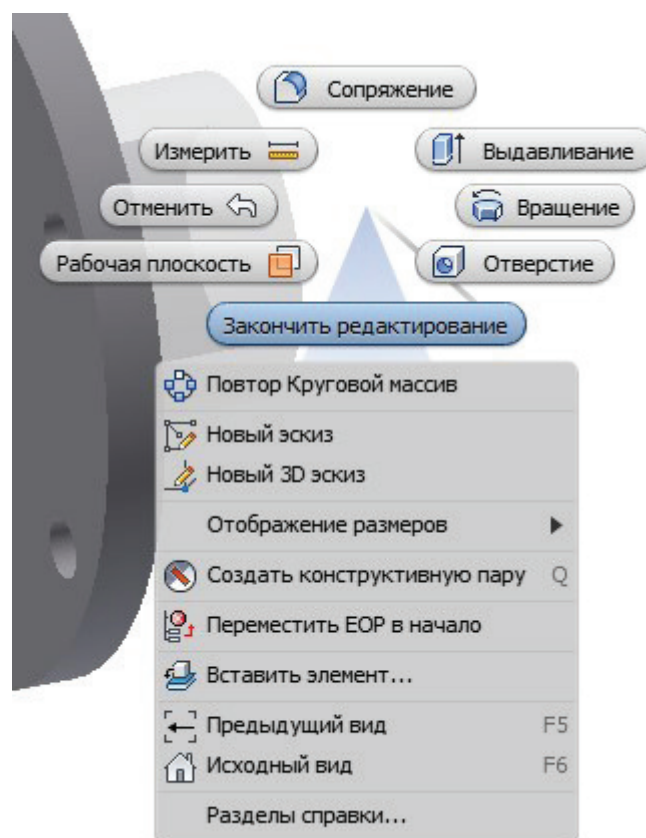 Сопряжение
Измерить
Выдавливание
Отменить
Вращение
Рабочая плоскость
Отверстие
Закончить редактирование
Повтор Круговой массив
Новый эскиз
Новый 3D эскиз
Отображение размеров
Создать конструктивную пару Q
Переместить EOP в начало
Вставить элемент...
Предыдущий вид F5
Исходный вид F6
Разделы справки...